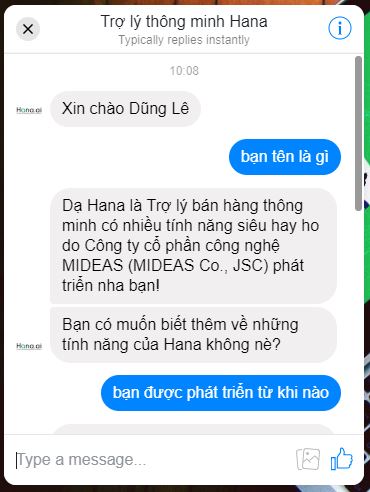 Trợ lý thông minh Hana
Typically replies instantly
10:08
Xin chào Dũng Lê
Hana.ai
bạn tên là gì
Dạ Hana là Trợ lý bán hàng thông
minh có nhiều tính năng siêu hay ho
do Công ty cổ phần công nghệ
MIDEAS (MIDEAS Co., JSC) phát
triển nha bạn!
Bạn có muốn biết thêm về những
tính năng của Hana không nè?
Hana.ai
bạn được phát triển từ khi nào
Type a message...